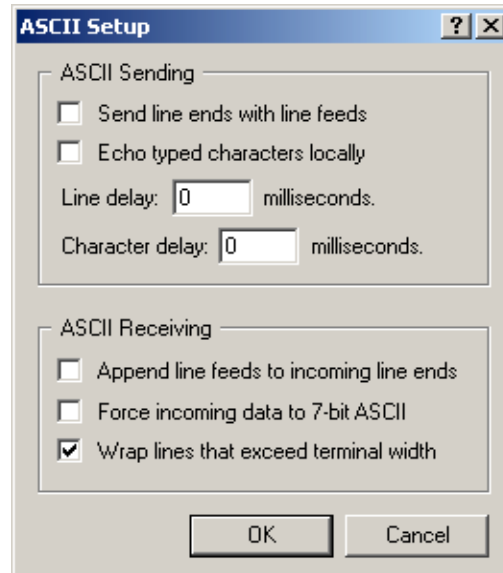 ASCII Setup
ASCII Sending
Send line ends with line feeds
Echo typed characters locally
Line delay: 0 milliseconds.
Character delay: 0 milliseconds.
ASCII Receiving
Append line feeds to incoming line ends
Force incoming data to 7-bit ASCII
Wrap lines that exceed terminal width
OK Cancel